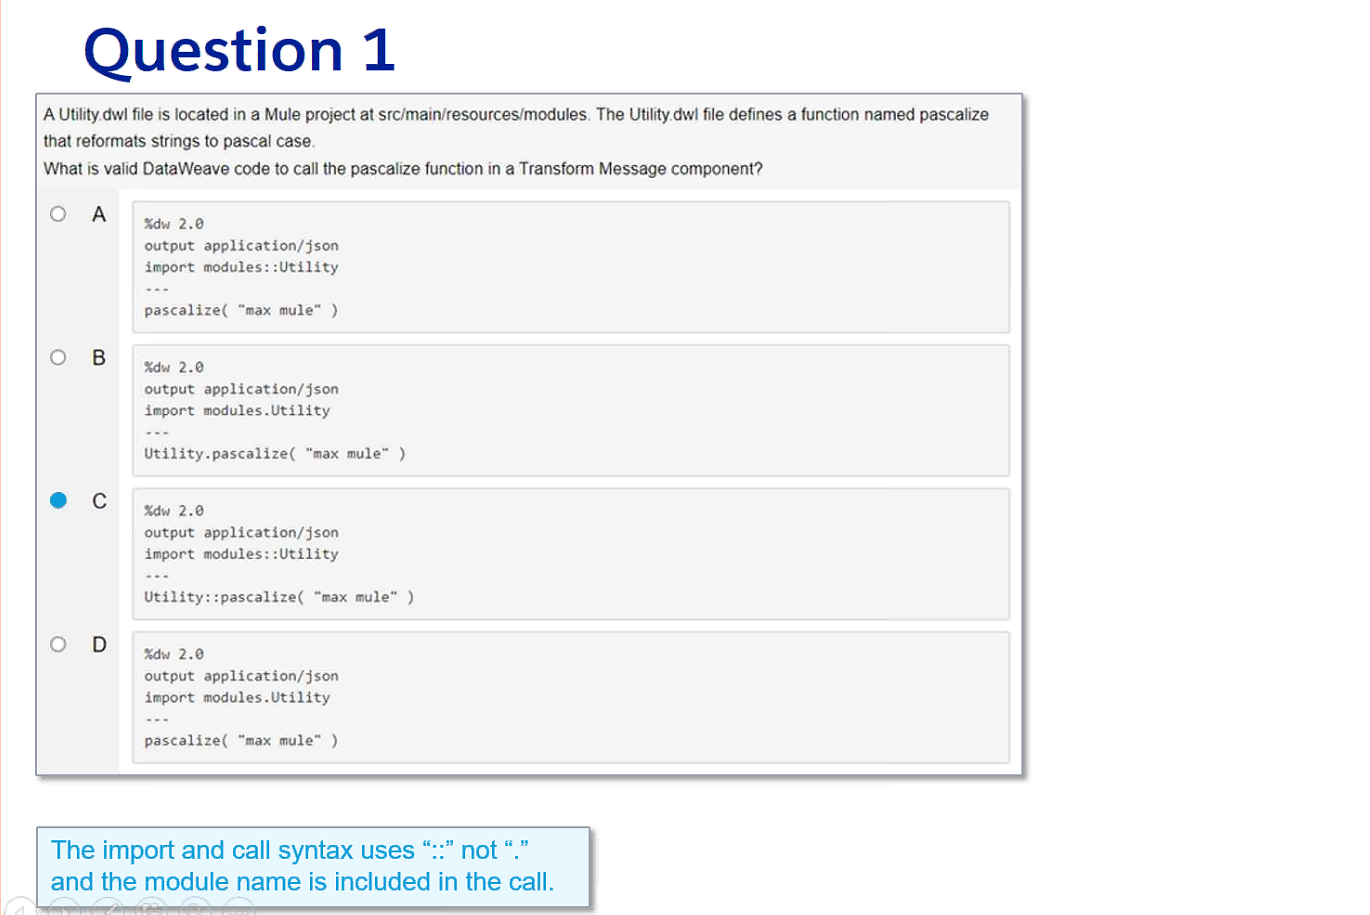 Question 1
A Utility.dwl file is located in a Mule project at src/main/resources/modules. The Utility.dwl file defines a function named pascalize
that reformats strings to pascal case.
What is valid DataWeave code to call the pascalize function in a Transform Message component?
A
%dw 2.0
output application/json
import modules::Utility
---
pascalize( "max mule" )
B
%dw 2.0
output application/json
import modules.Utility
---
Utility.pascalize( "max mule" )
C
%dw 2.0
output application/json
import modules::Utility
---
Utility::pascalize( "max mule" )
D
%dw 2.0
output application/json
import modules.Utility
---
pascalize( "max mule" )
The import and call syntax uses “::” not “.”
and the module name is included in the call.